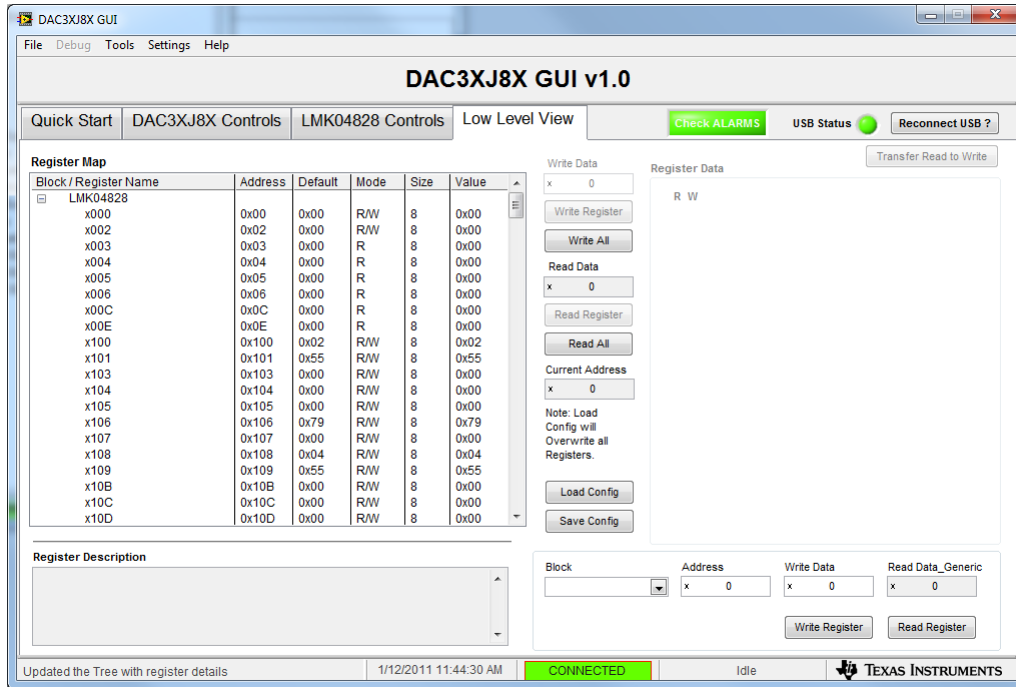 DAC3XJ8X GUI
File Debug Tools Settings Help
DAC3XJ8X GUI v1.0
Quick Start DAC3XJ8X Controls LMK04828 Controls Low Level View Check ALARMS USB Status Reconnect USB ?
Transfer Read to Write
Register Map
Block / Register Name Address Default Mode Size Value
LMK04828
x000 0x00 0x00 R/W 8 0x00
x002 0x02 0x00 R/W 8 0x00
x003 0x03 0x00 R 8 0x00
x004 0x04 0x00 R 8 0x00
x005 0x05 0x00 R 8 0x00
x006 0x06 0x00 R 8 0x00
x00C 0x0C 0x00 R 8 0x00
x00E 0x0E 0x00 R 8 0x00
x100 0x100 0x02 R/W 8 0x02
x101 0x101 0x55 R/W 8 0x55
x103 0x103 0x00 R/W 8 0x00
x104 0x104 0x00 R/W 8 0x00
x105 0x105 0x00 R/W 8 0x00
x106 0x106 0x79 R/W 8 0x79
x107 0x107 0x00 R/W 8 0x00
x108 0x108 0x04 R/W 8 0x04
x109 0x109 0x55 R/W 8 0x55
x10B 0x10B 0x00 R/W 8 0x00
x10C 0x10C 0x00 R/W 8 0x00
x10D 0x10D 0x00 R/W 8 0x00
Write Data
x 0
Write Register
Write All
Read Data
x 0
Read Register
Read All
Current Address
x 0
Note: Load
Config will
Overwrite all
Registers.
Load Config
Save Config
Register Data
R W
Register Description
Block Address Write Data Read Data_Generic
x 0 x 0 x 0
Write Register Read Register
Updated the Tree with register details 1/12/2011 11:44:30 AM CONNECTED Idle TEXAS INSTRUMENTS